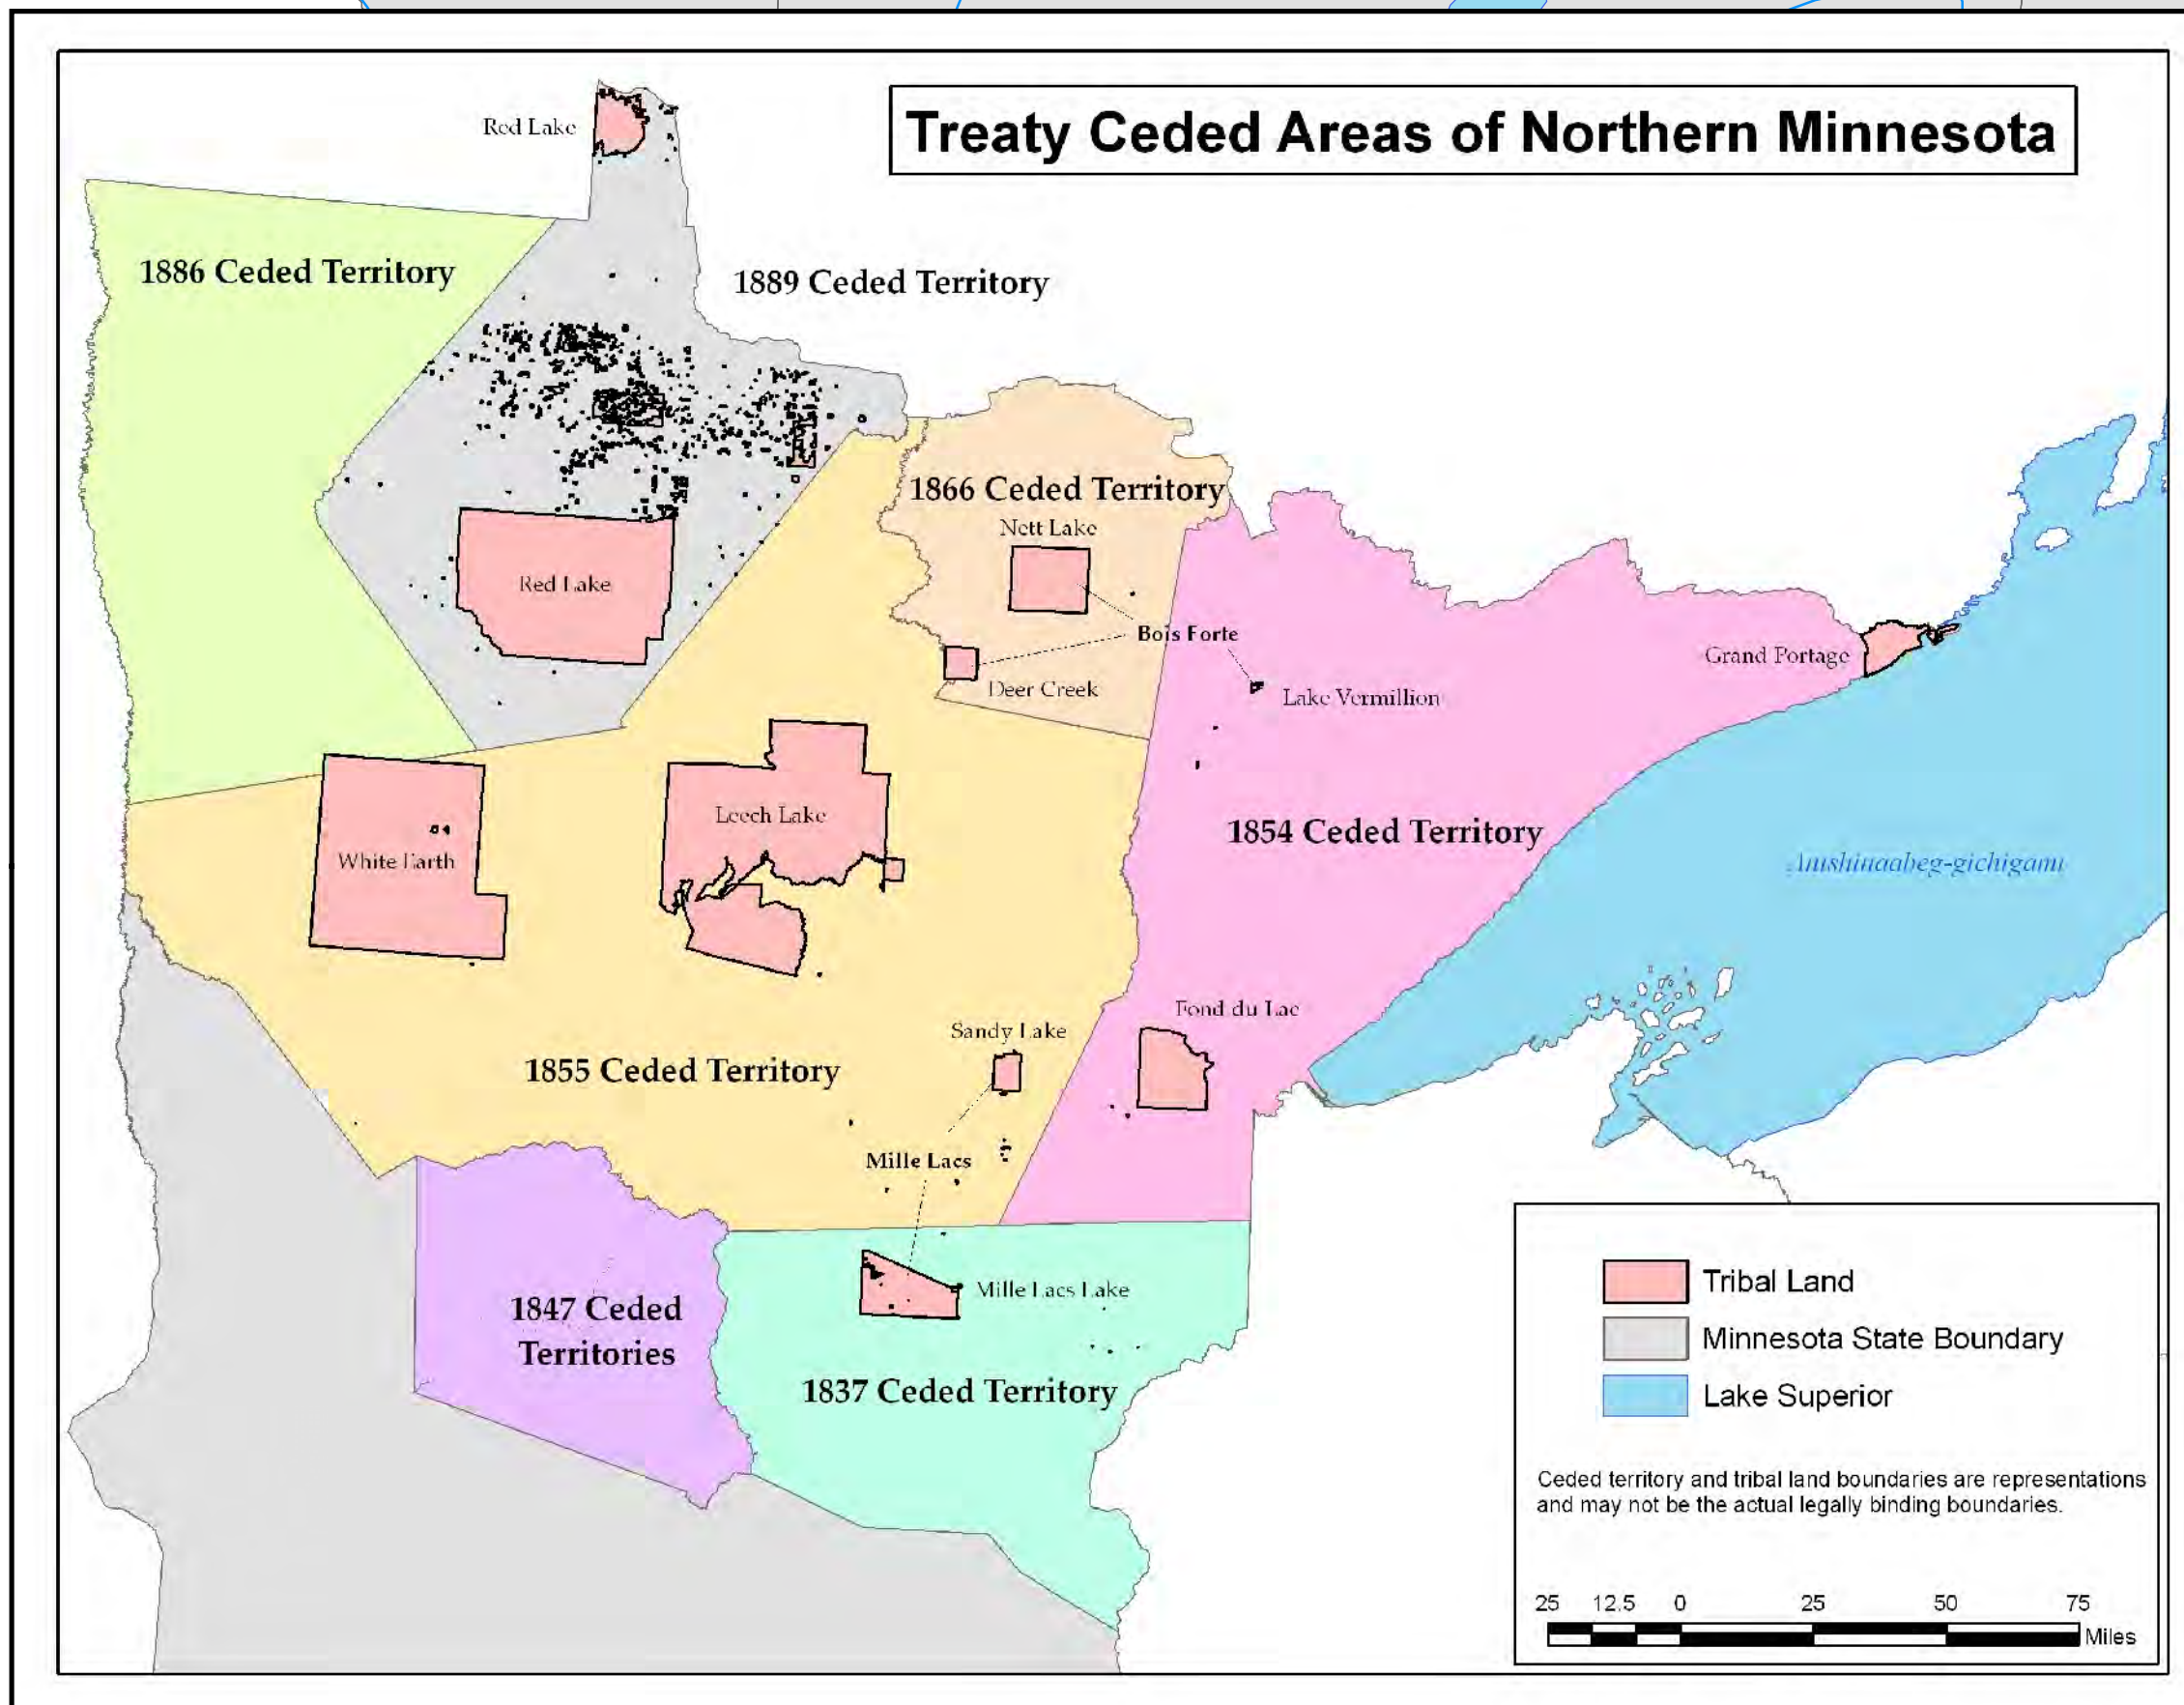 Treaty Ceded Areas of Northern Minnesota
Red Lake
1886 Ceded Territory
1889 Ceded Territory
1866 Ceded Territory
Nett Lake
Red Lake
Bois Forte
Grand Portage
Deer Creek
Lake Vermillion
Leech Lake
1854 Ceded Territory
White Earth
Anishinaabeg-gichigami
Fond du Lac
Sandy Lake
1855 Ceded Territory
Mille Lacs
Mille Lacs Lake
1847 Ceded
Territories
1837 Ceded Territory
Tribal Land
Minnesota State Boundary
Lake Superior
Ceded territory and tribal land boundaries are representations
and may not be the actual legally binding boundaries.
25 12.5 0 25 50 75
Miles